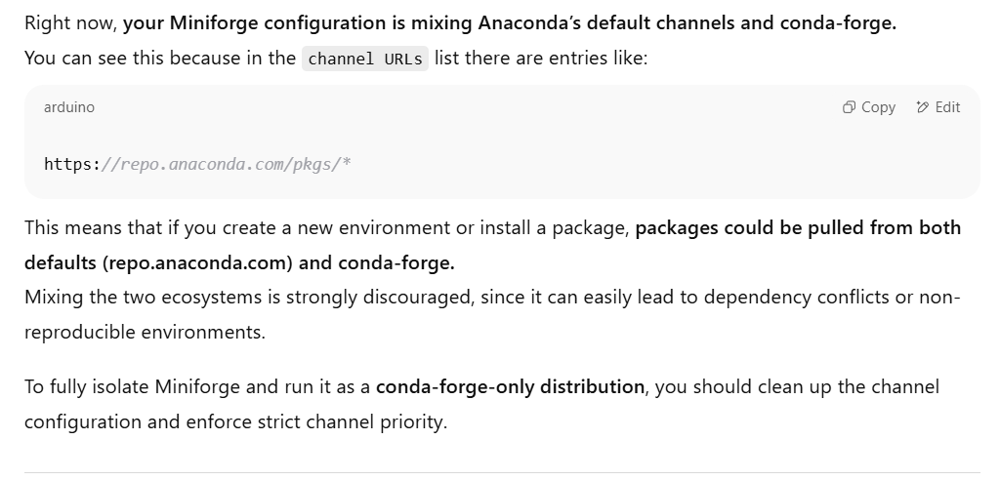 Right now, your Miniforge configuration is mixing Anaconda’s default channels and conda-forge.
You can see this because in the channel URLs list there are entries like:
arduino Copy Edit
https://repo.anaconda.com/pkgs/*
This means that if you create a new environment or install a package, packages could be pulled from both
defaults (repo.anaconda.com) and conda-forge.
Mixing the two ecosystems is strongly discouraged, since it can easily lead to dependency conflicts or non-
reproducible environments.
To fully isolate Miniforge and run it as a conda-forge-only distribution, you should clean up the channel
configuration and enforce strict channel priority.